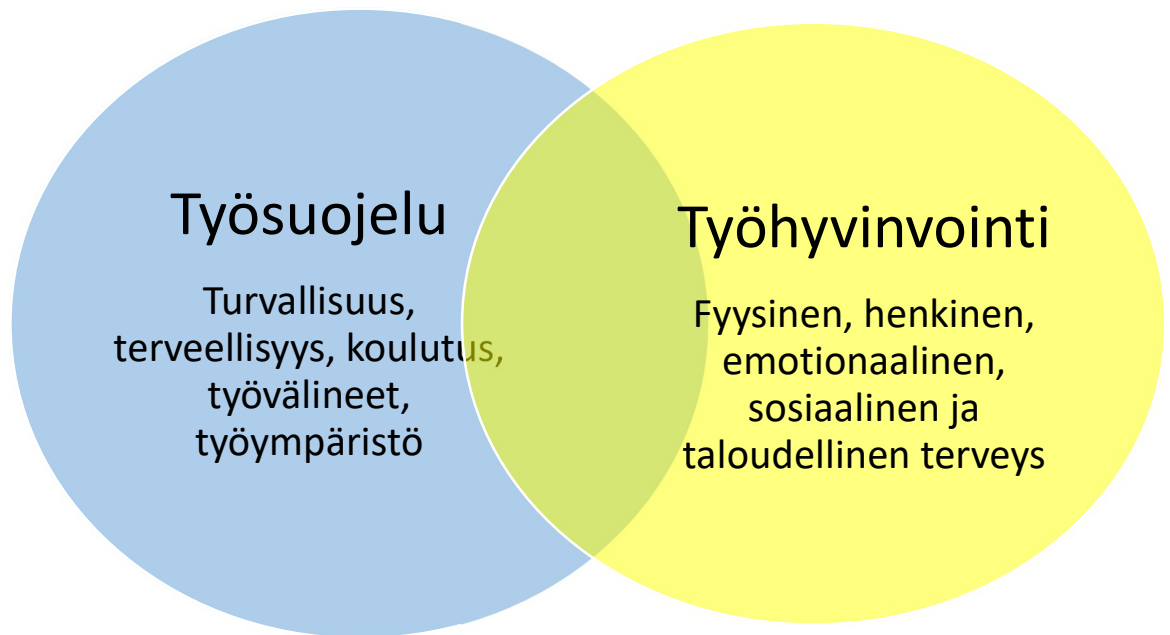 Työsuojelu
Turvallisuus,
terveellisyys, koulutus,
työvälineet,
työympäristö
Työhyvinvointi
Fyysinen, henkinen,
emotionaalinen,
sosiaalinen ja
taloudellinen terveys